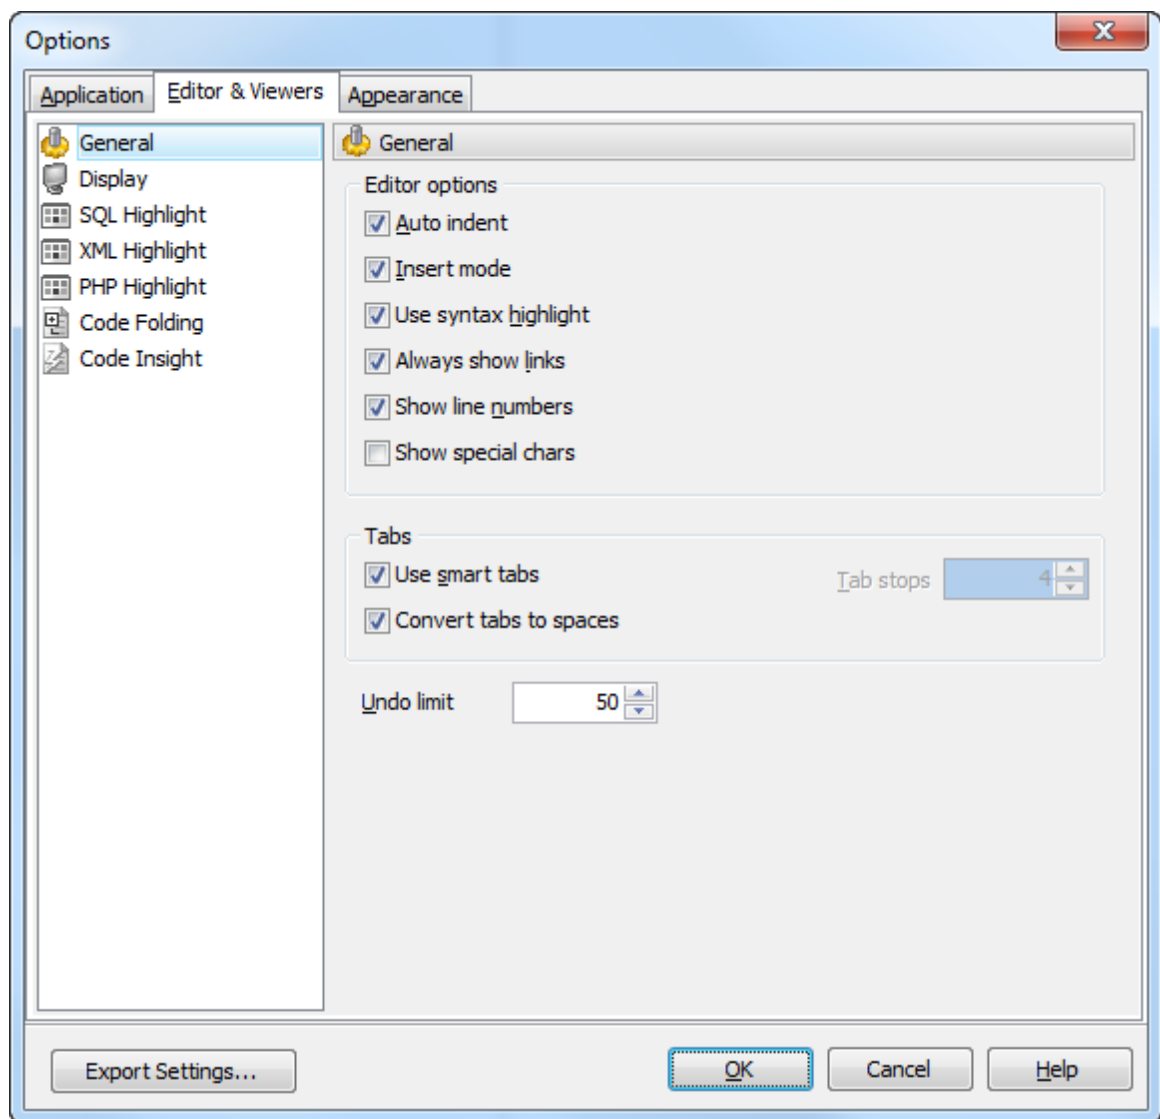 Options
Application
Editor & Viewers
Appearance
General
Display
SQL Highlight
XML Highlight
PHP Highlight
Code Folding
Code Insight
General
Editor options
Auto indent
Insert mode
Use syntax highlight
Always show links
Show line numbers
Show special chars
Tabs
Use smart tabs
Tab stops 4
Convert tabs to spaces
Undo limit 50
Export Settings...
OK
Cancel
Help